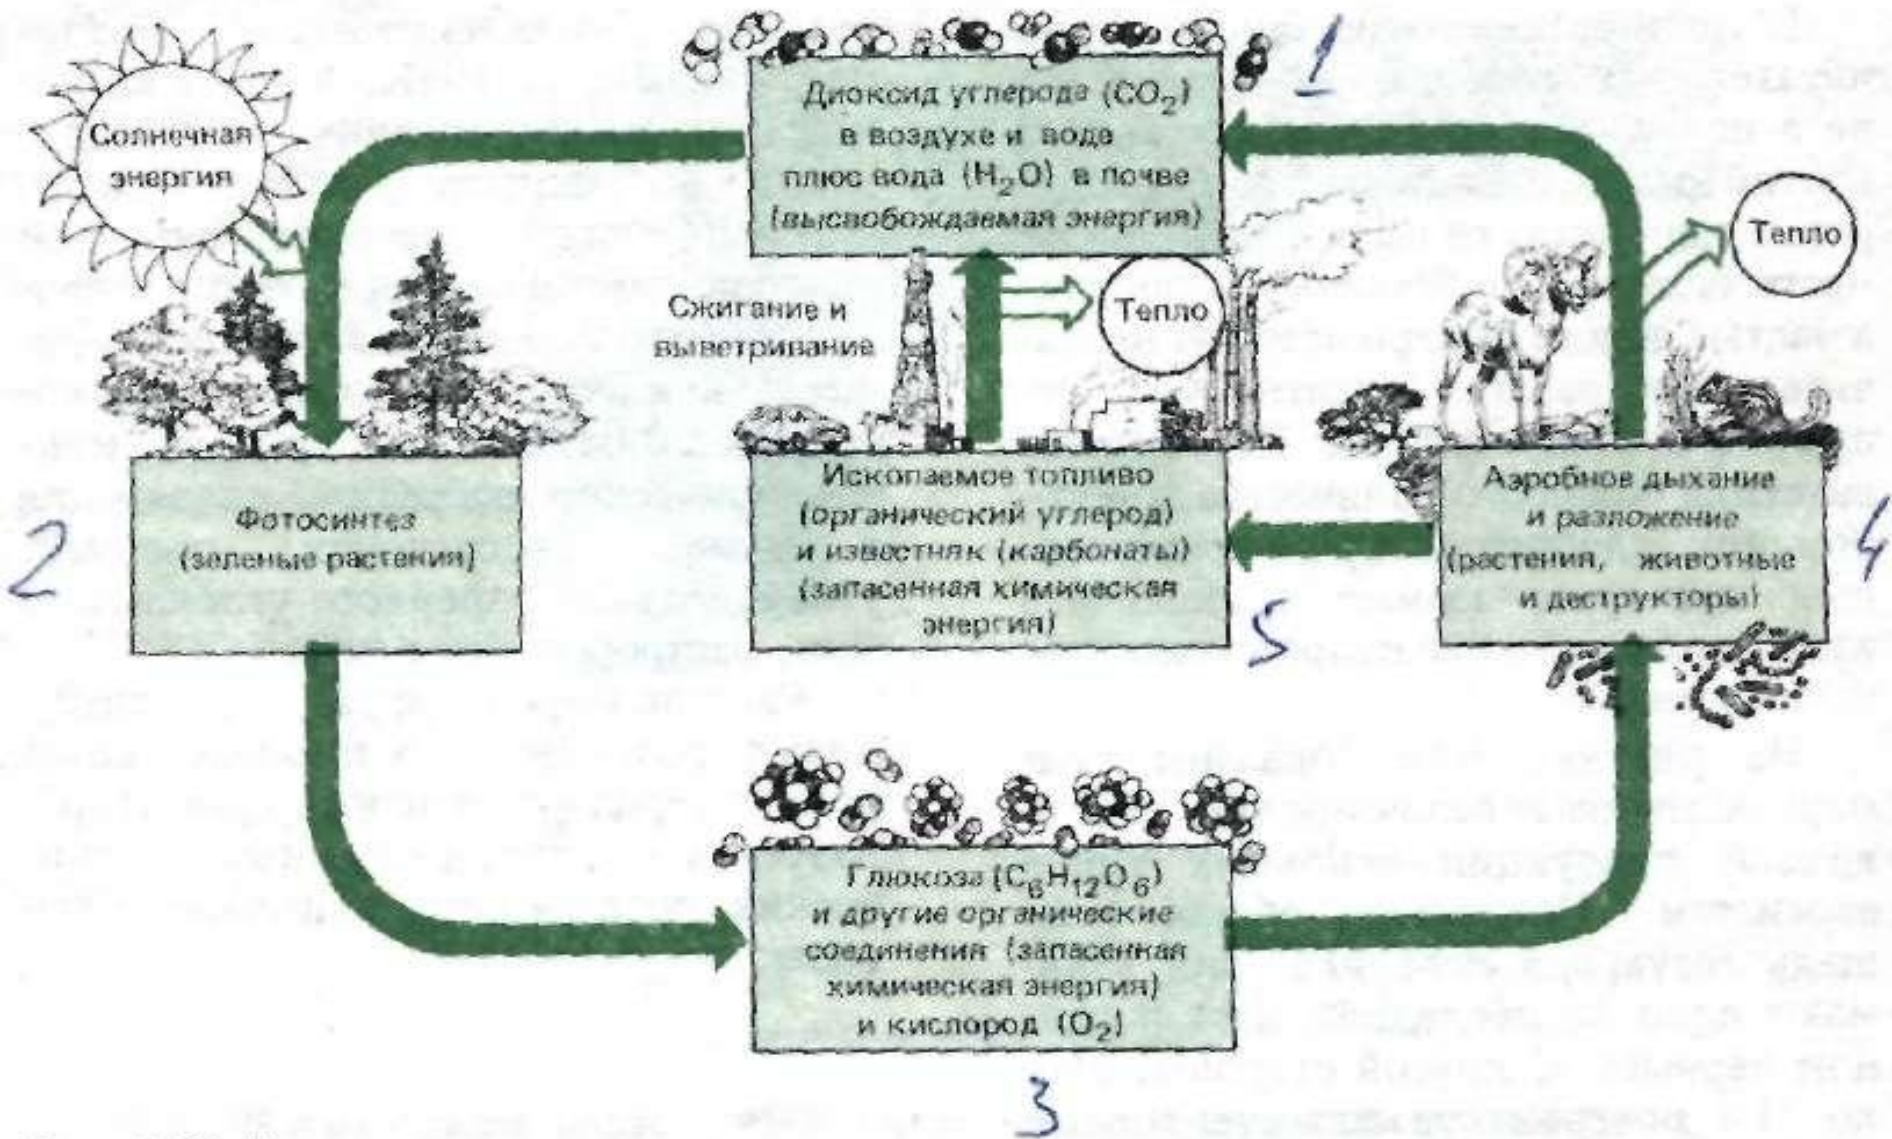 1
Диоксид углерода (CO₂)
в воздухе и воде
плюс вода (H₂O) в почве
(высвобождаемая энергия)
Солнечная
энергия
Тепло
Сжигание и
выветривание
Тепло
2
Фотосинтез
(зеленые растения)
Ископаемое топливо
(органический углерод)
и известняк (карбонаты)
(запасенная химическая
энергия)
5
Аэробное дыхание
и разложение
(растения, животные
и деструкторы)
4
Глюкоза (C₆H₁₂O₆)
и другие органические
соединения (запасенная
химическая энергия)
и кислород (O₂)
3